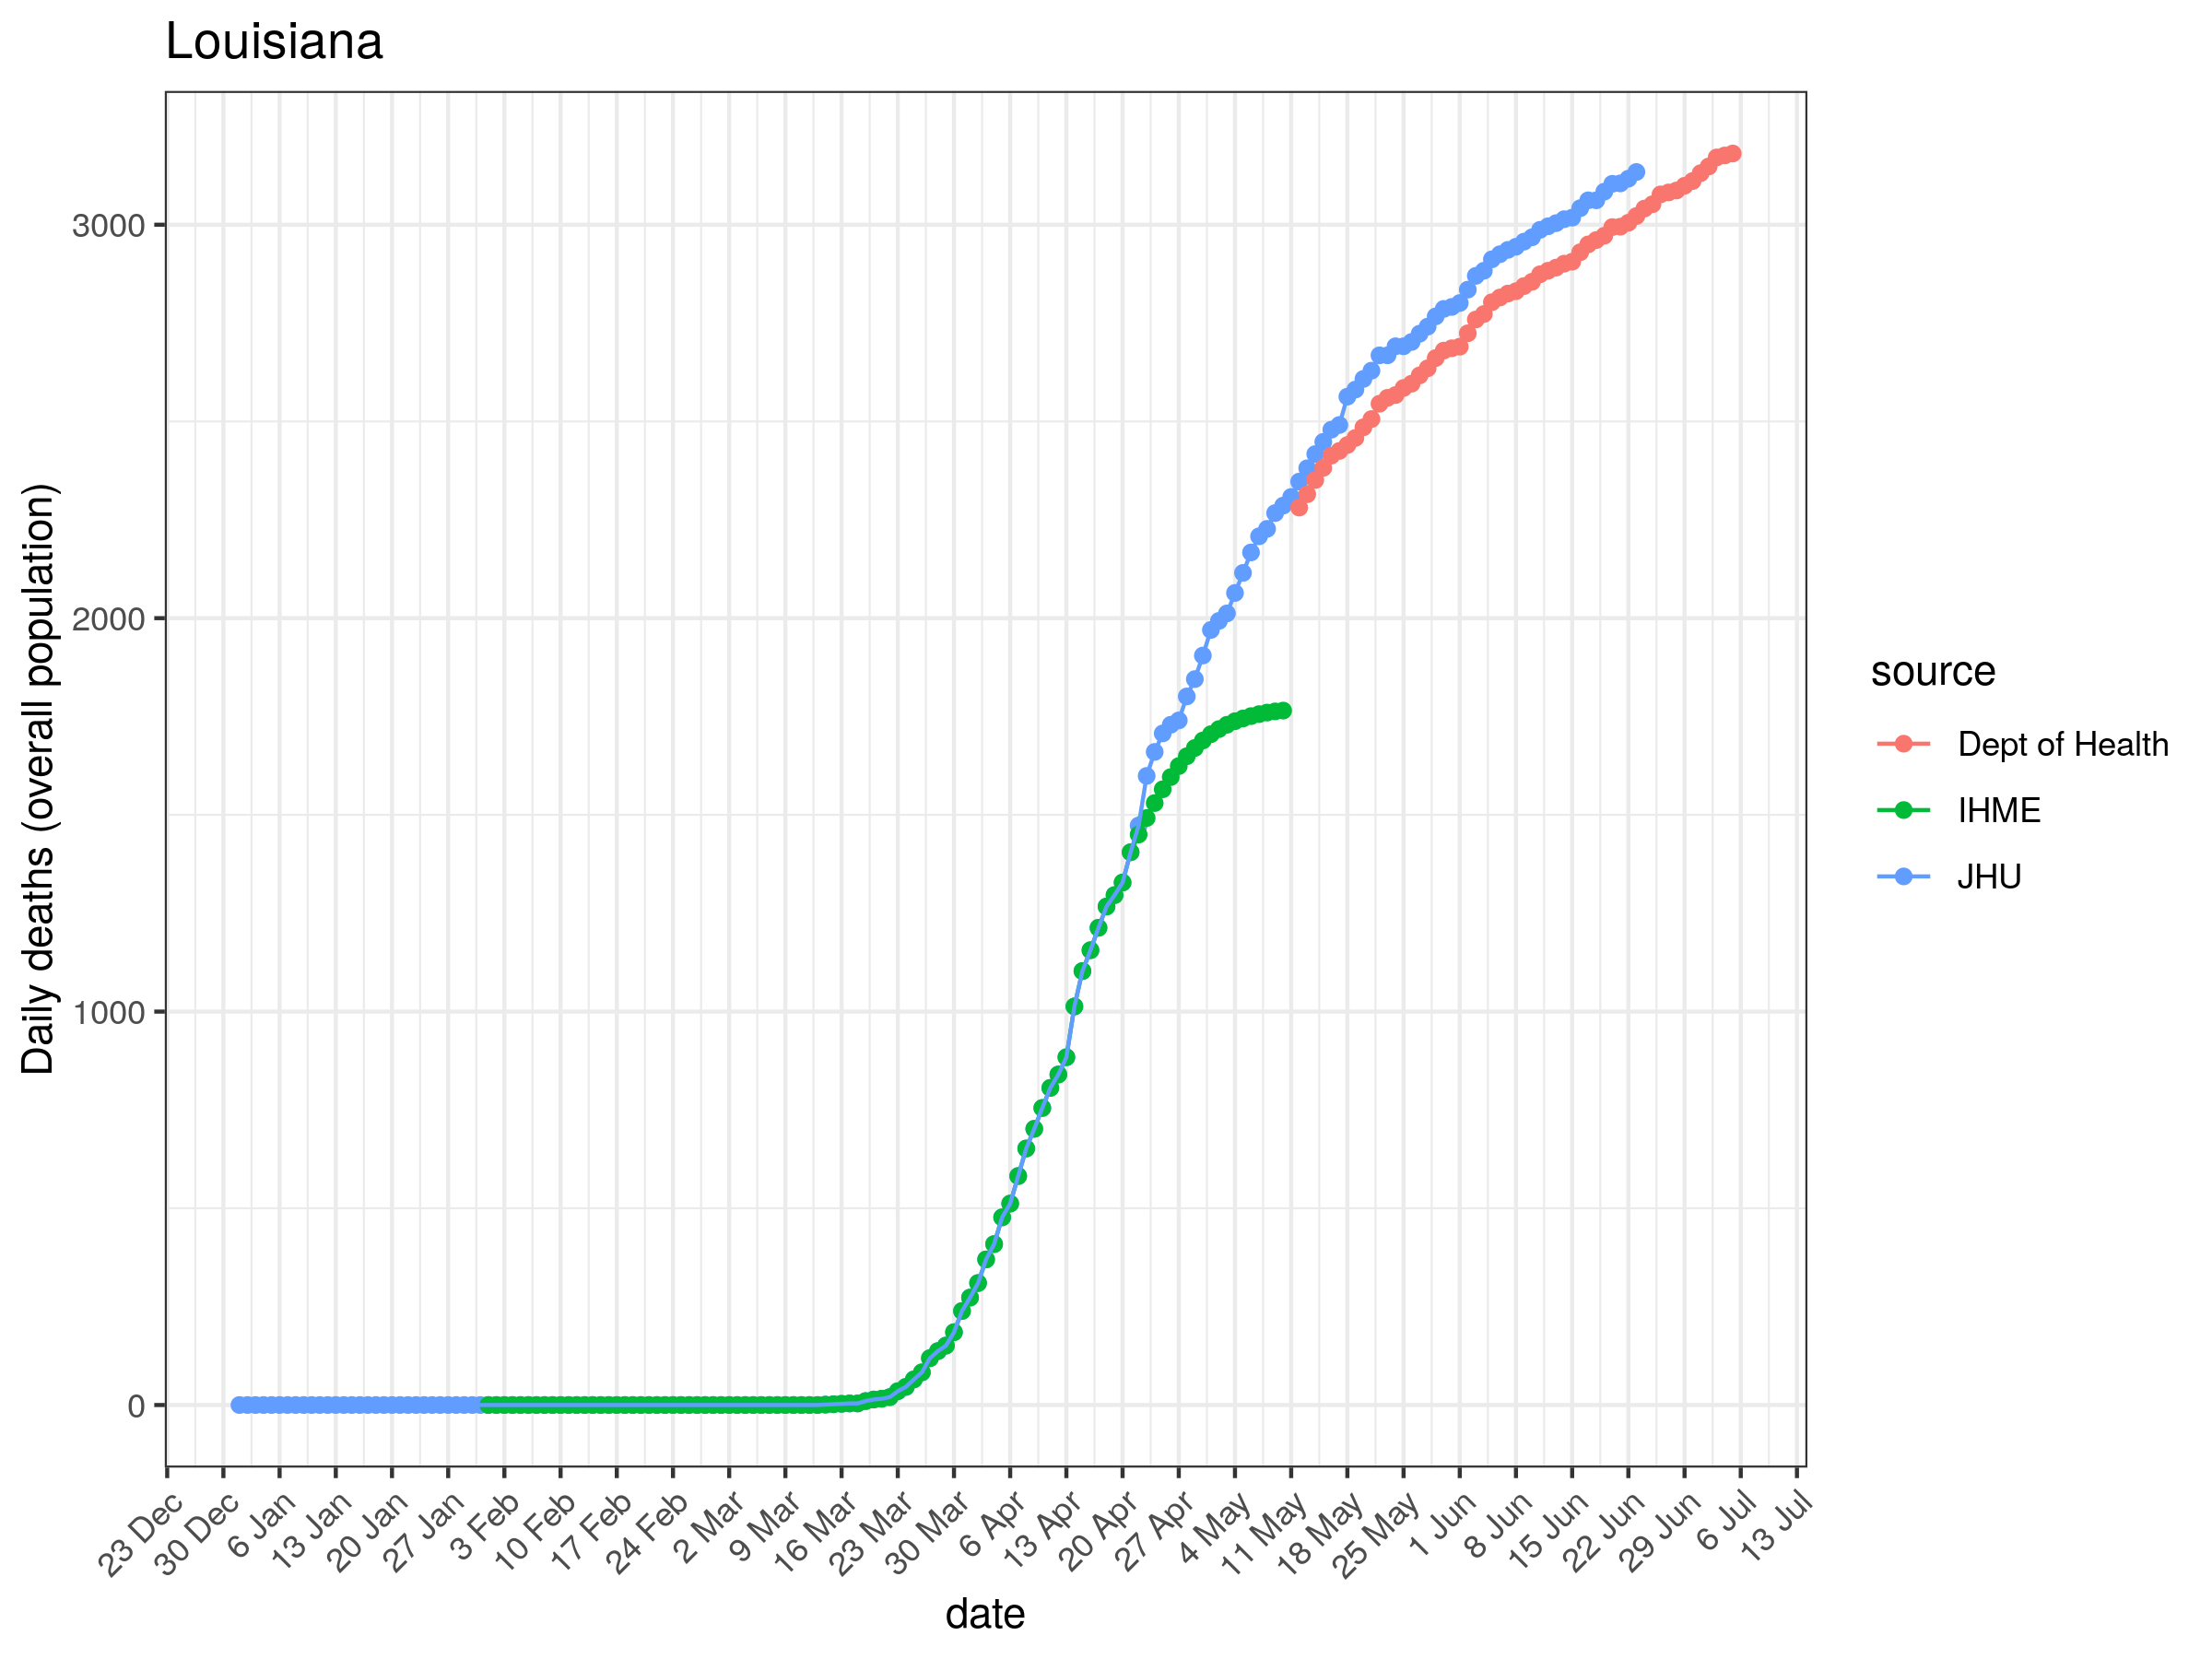 Louisiana
Daily deaths (overall population)
3000
2000
1000
0
23 Dec
30 Dec
6 Jan
13 Jan
20 Jan
27 Jan
3 Feb
10 Feb
17 Feb
24 Feb
2 Mar
9 Mar
16 Mar
23 Mar
30 Mar
6 Apr
13 Apr
20 Apr
27 Apr
4 May
11 May
18 May
25 May
1 Jun
8 Jun
15 Jun
22 Jun
29 Jun
6 Jul
13 Jul
date
source
Dept of Health
IHME
JHU